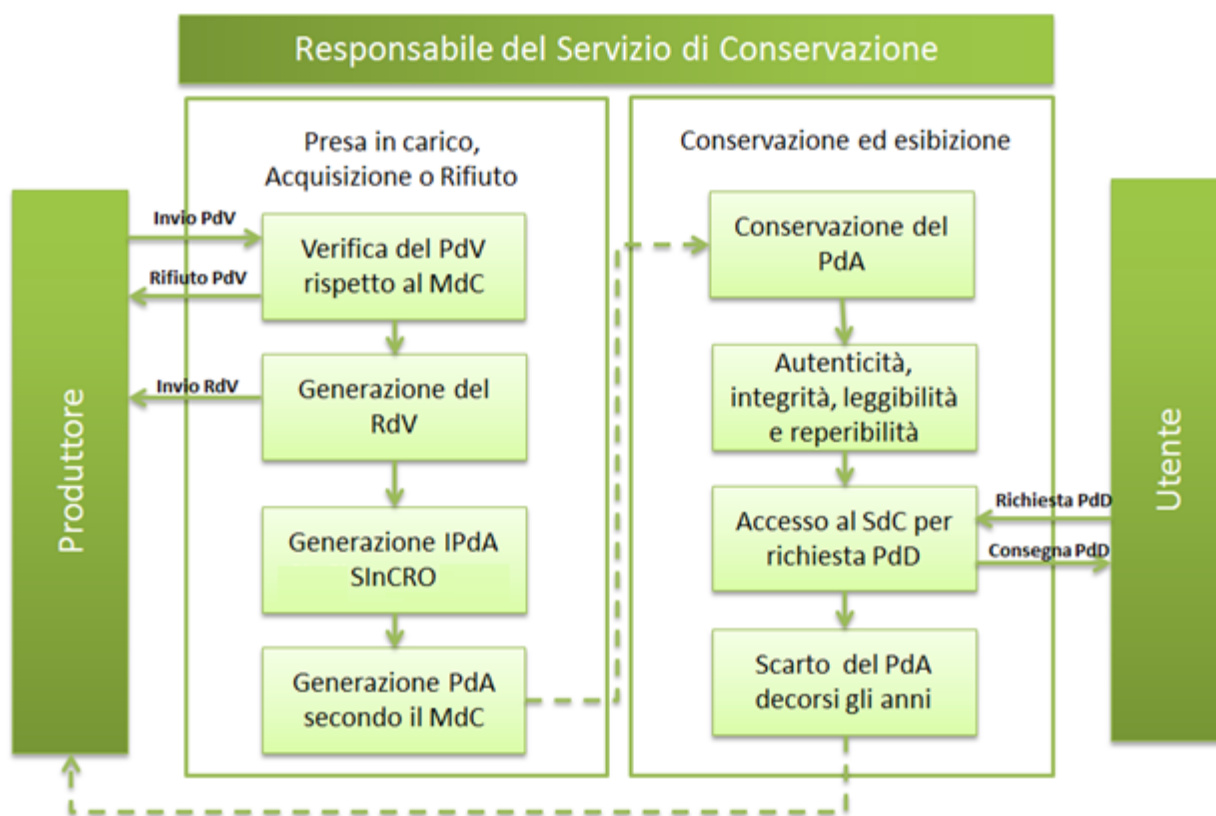 Responsabile del Servizio di Conservazione
Presa in carico,
Acquisizione o Rifiuto
Produttore
Invio PdV
Rifiuto PdV
Verifica del PdV
rispetto al MdC
Invio RdV
Generazione del
RdV
Generazione IPdA
SInCRO
Generazione PdA
secondo il MdC
Conservazione ed esibizione
Conservazione del
PdA
Autenticità,
integrità, leggibilità
e reperibilità
Accesso al SdC per
richiesta PdD
Richiesta PdD
Consegna PdD
Scarto del PdA
decorsi gli anni
Utente